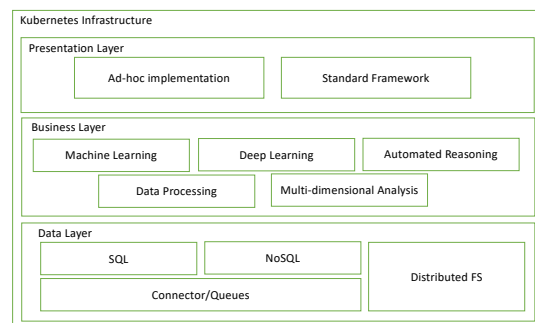 Kubernetes Infrastructure
Presentation Layer
Ad-hoc implementation
Standard Framework
Business Layer
Machine Learning
Deep Learning
Automated Reasoning
Data Processing
Multi-dimensional Analysis
Data Layer
SQL
NoSQL
Distributed FS
Connector/Queues